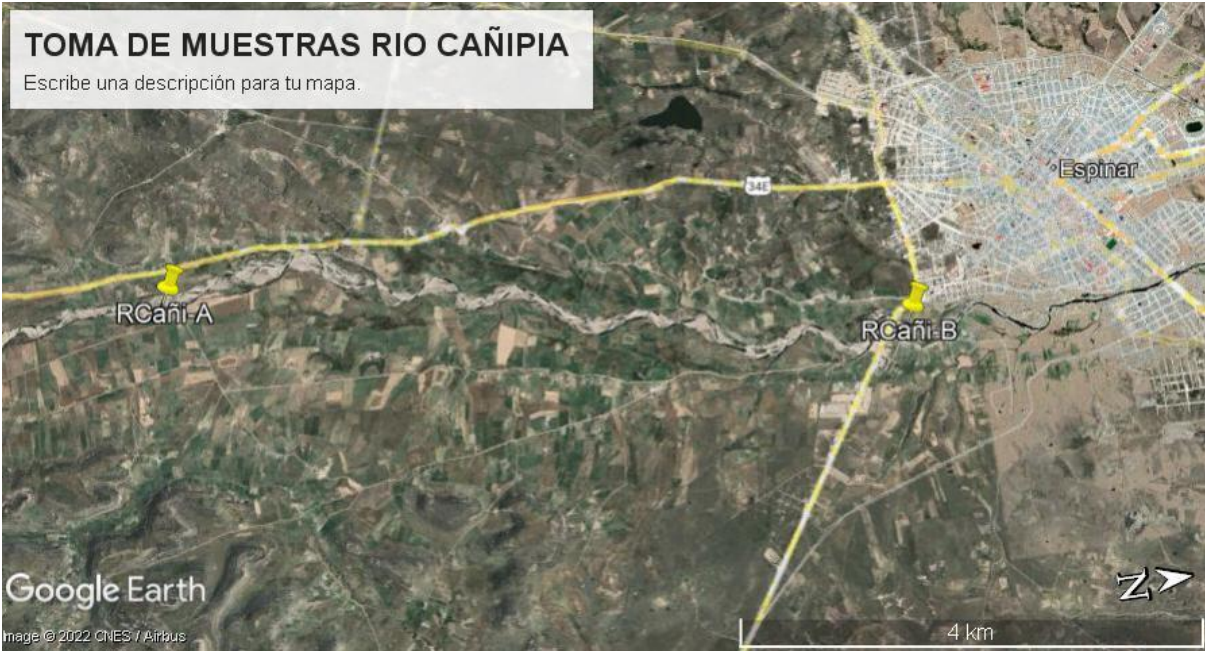 TOMA DE MUESTRAS RIO CAÑIPIA
Escribe una descripción para tu mapa.
34E
Espinar
RCañi-A
RCañi-B
Google Earth
N
Image © 2022 CNES / Airbus
4 km